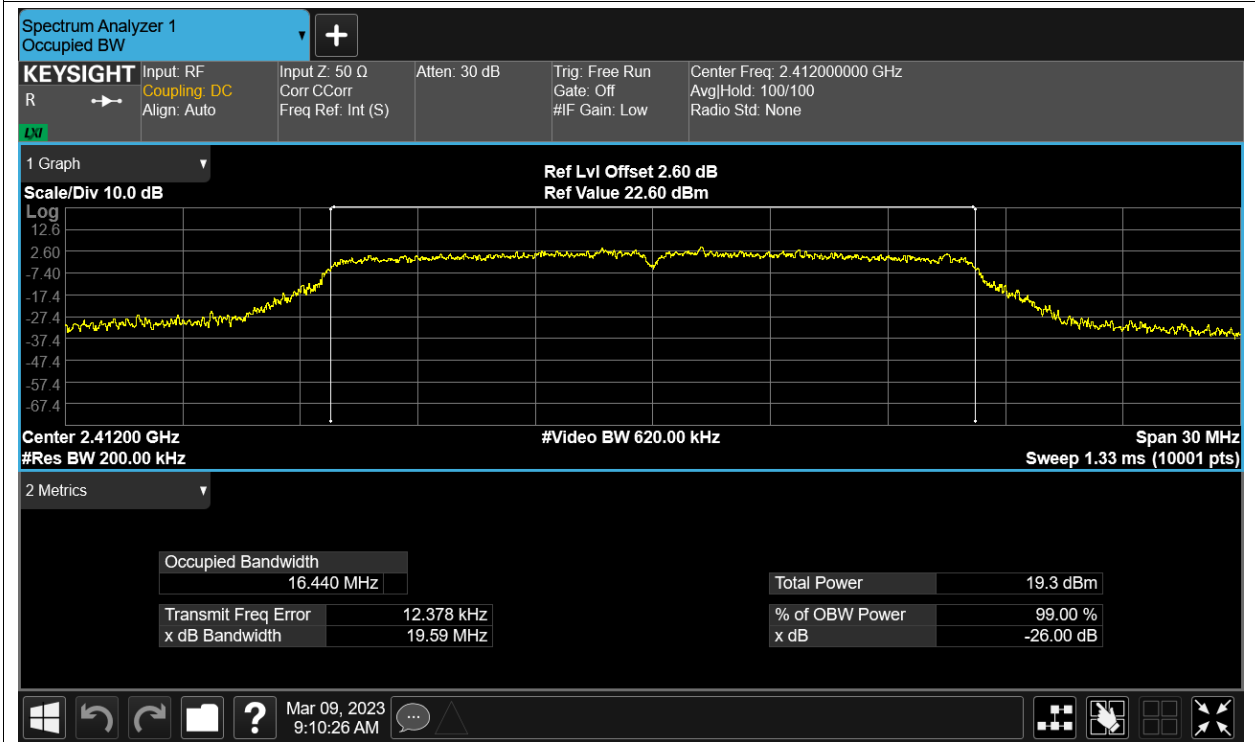 Spectrum Analyzer 1
Occupied BW
KEYSIGHT
R
LXI
Input: RF
Coupling: DC
Align: Auto
Input Z: 50 Ω
Corr CCorr
Freq Ref: Int (S)
Atten: 30 dB
Trig: Free Run
Gate: Off
#IF Gain: Low
Center Freq: 2.412000000 GHz
Avg|Hold: 100/100
Radio Std: None
1 Graph
Scale/Div 10.0 dB
Ref Lvl Offset 2.60 dB
Ref Value 22.60 dBm
Log
12.6
2.60
-7.40
-17.4
-27.4
-37.4
-47.4
-57.4
-67.4
Center 2.41200 GHz
#Res BW 200.00 kHz
#Video BW 620.00 kHz
Span 30 MHz
Sweep 1.33 ms (10001 pts)
2 Metrics
Occupied Bandwidth
16.440 MHz
Transmit Freq Error 12.378 kHz
x dB Bandwidth 19.59 MHz
Total Power 19.3 dBm
% of OBW Power 99.00 %
x dB -26.00 dB
?
Mar 09, 2023
9:10:26 AM